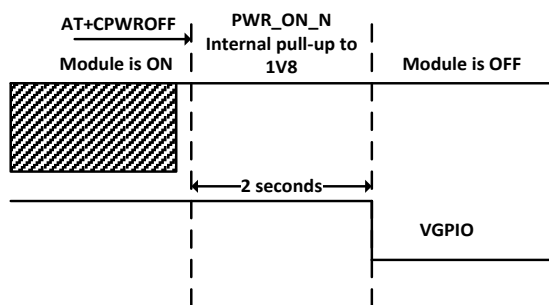 AT+CPWROFF
PWR_ON_N
Internal pull-up to
1V8
Module is ON
Module is OFF
2 seconds
VGPIO